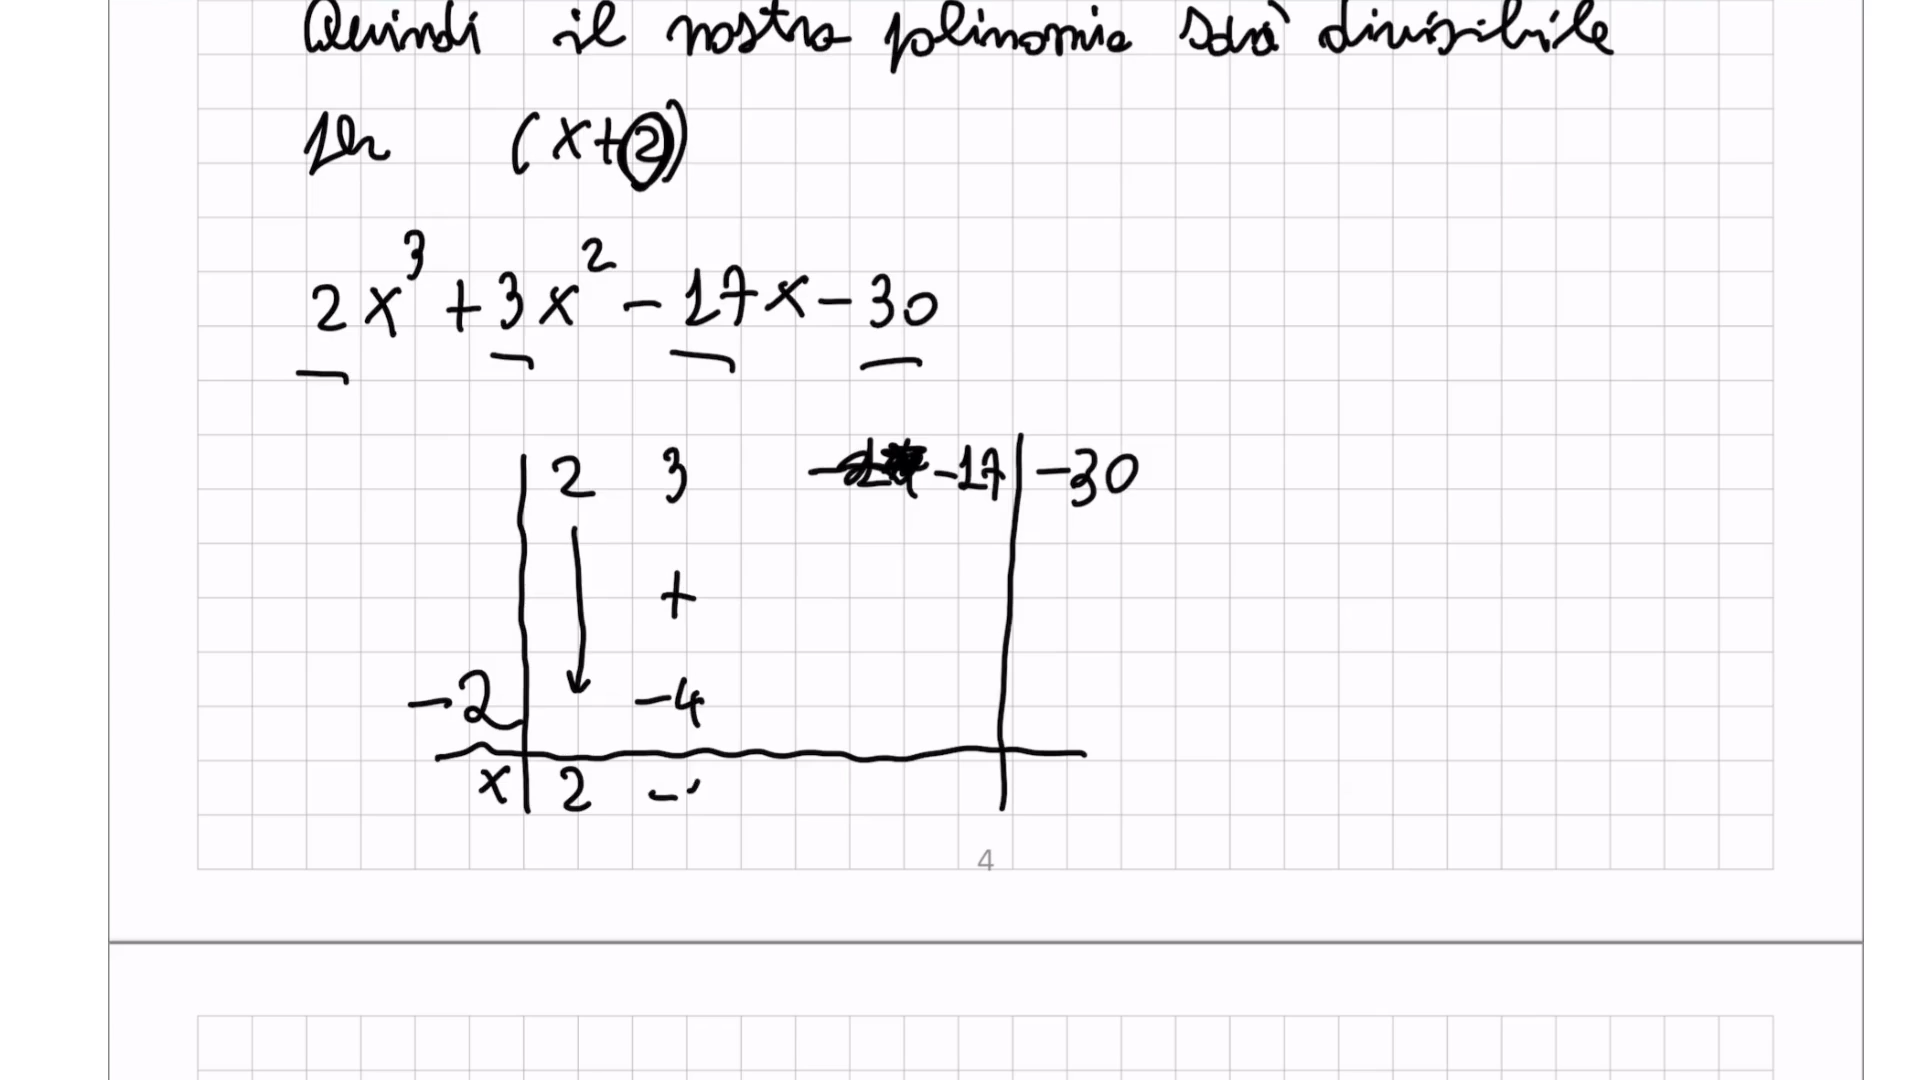 Quindi il nostro polinomio sarà divisibile
per (x+2)
2x³ + 3x² - 17x - 30
2 3 -17 -30
+
-2 -4
x 2 -
4